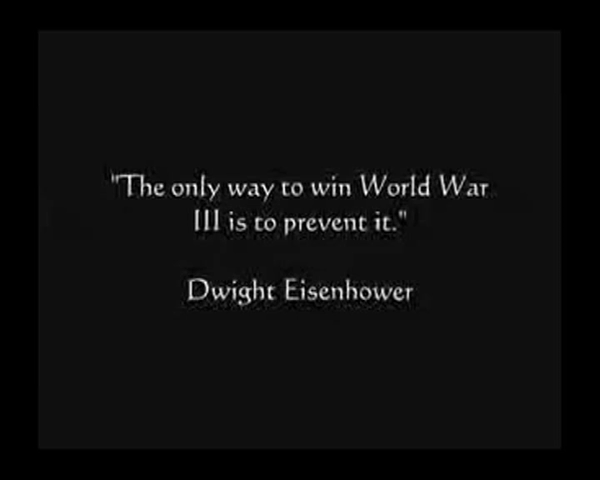 "The only way to win World War
III is to prevent it."
Dwight Eisenhower